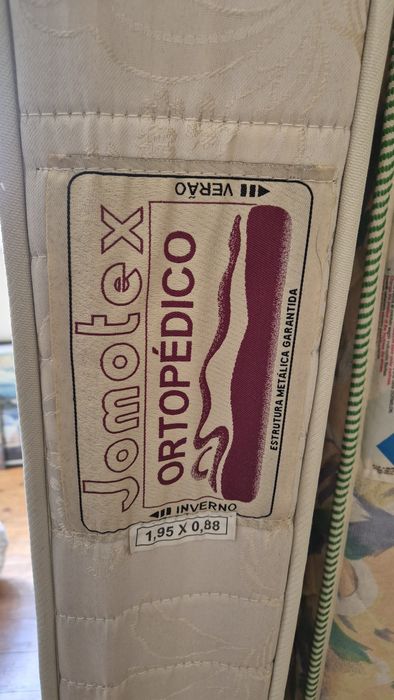 VERÃO
Jomotex
ORTOPÉDICO
ESTRUTURA METÁLICA GARANTIDA
INVERNO
1,95 X 0,88